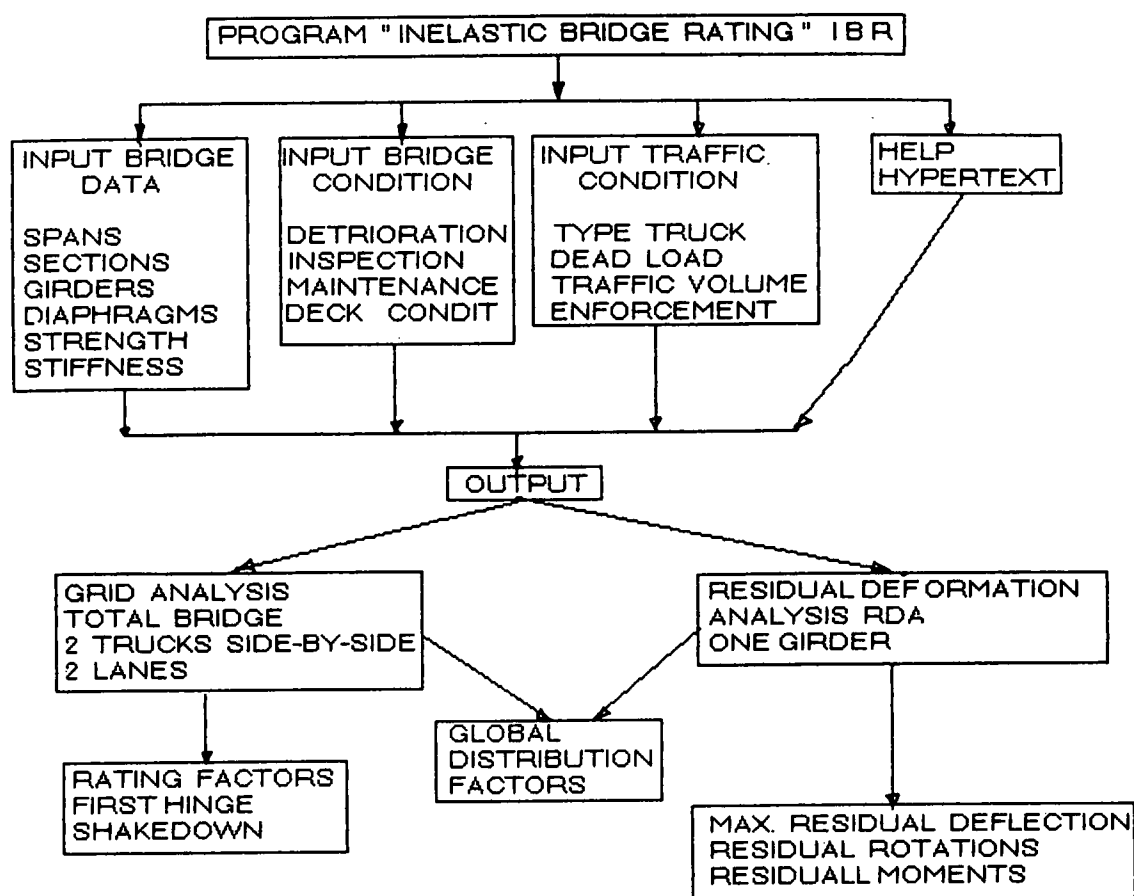 PROGRAM "INELASTIC BRIDGE RATING" IBR
INPUT BRIDGE
DATA
SPANS
SECTIONS
GIRDERS
DIAPHRAGMS
STRENGTH
STIFFNESS
INPUT BRIDGE
CONDITION
DETRIORATION
INSPECTION
MAINTENANCE
DECK CONDIT
INPUT TRAFFIC.
CONDITION
TYPE TRUCK
DEAD LOAD
TRAFFIC VOLUME
ENFORCEMENT
HELP
HYPERTEXT
OUTPUT
GRID ANALYSIS
TOTAL BRIDGE
2 TRUCKS SIDE-BY-SIDE
2 LANES
RESIDUAL DEFORMATION
ANALYSIS RDA
ONE GIRDER
GLOBAL
DISTRIBUTION
FACTORS
RATING FACTORS
FIRST HINGE
SHAKEDOWN
MAX. RESIDUAL DEFLECTION
RESIDUAL ROTATIONS
RESIDUALL MOMENTS